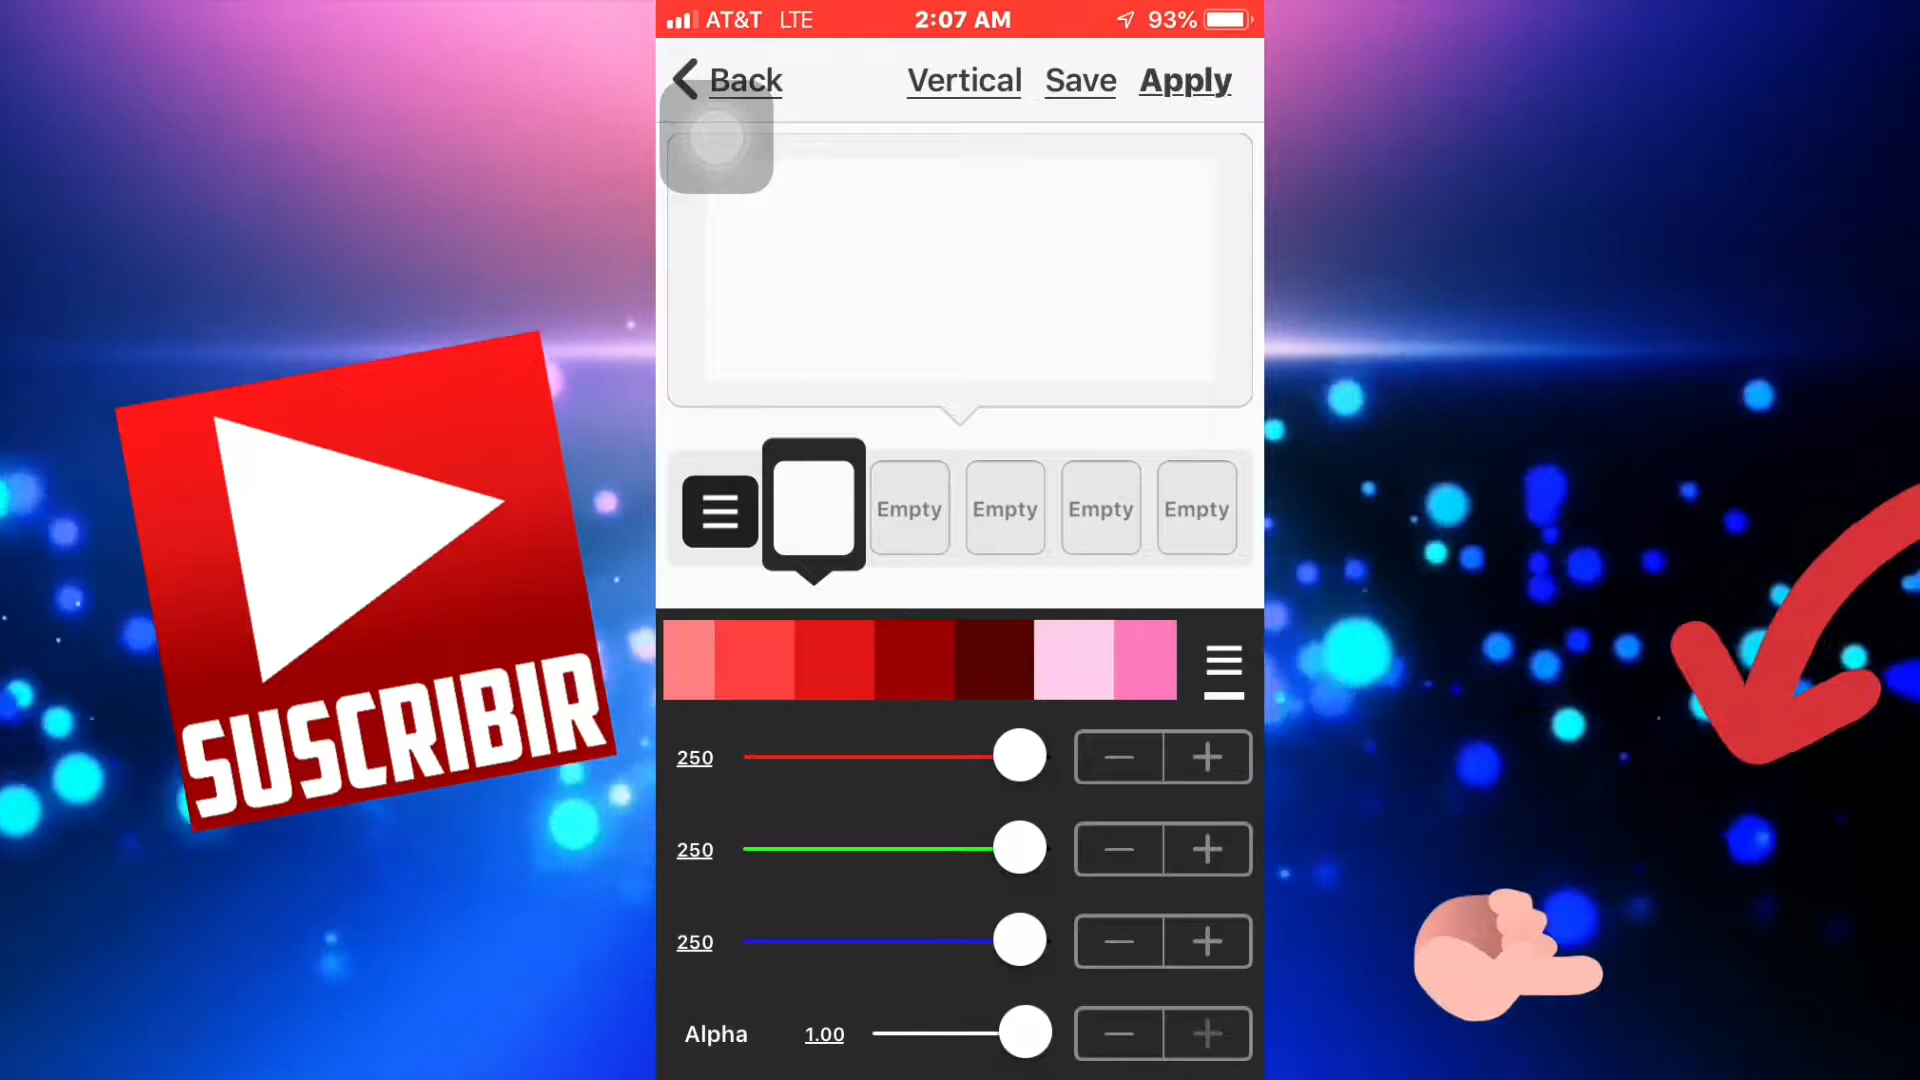 AT&T LTE 2:07 AM 93%
Back Vertical Save Apply
Empty Empty Empty Empty
250
250
250
Alpha 1.00
SUSCRIBIR